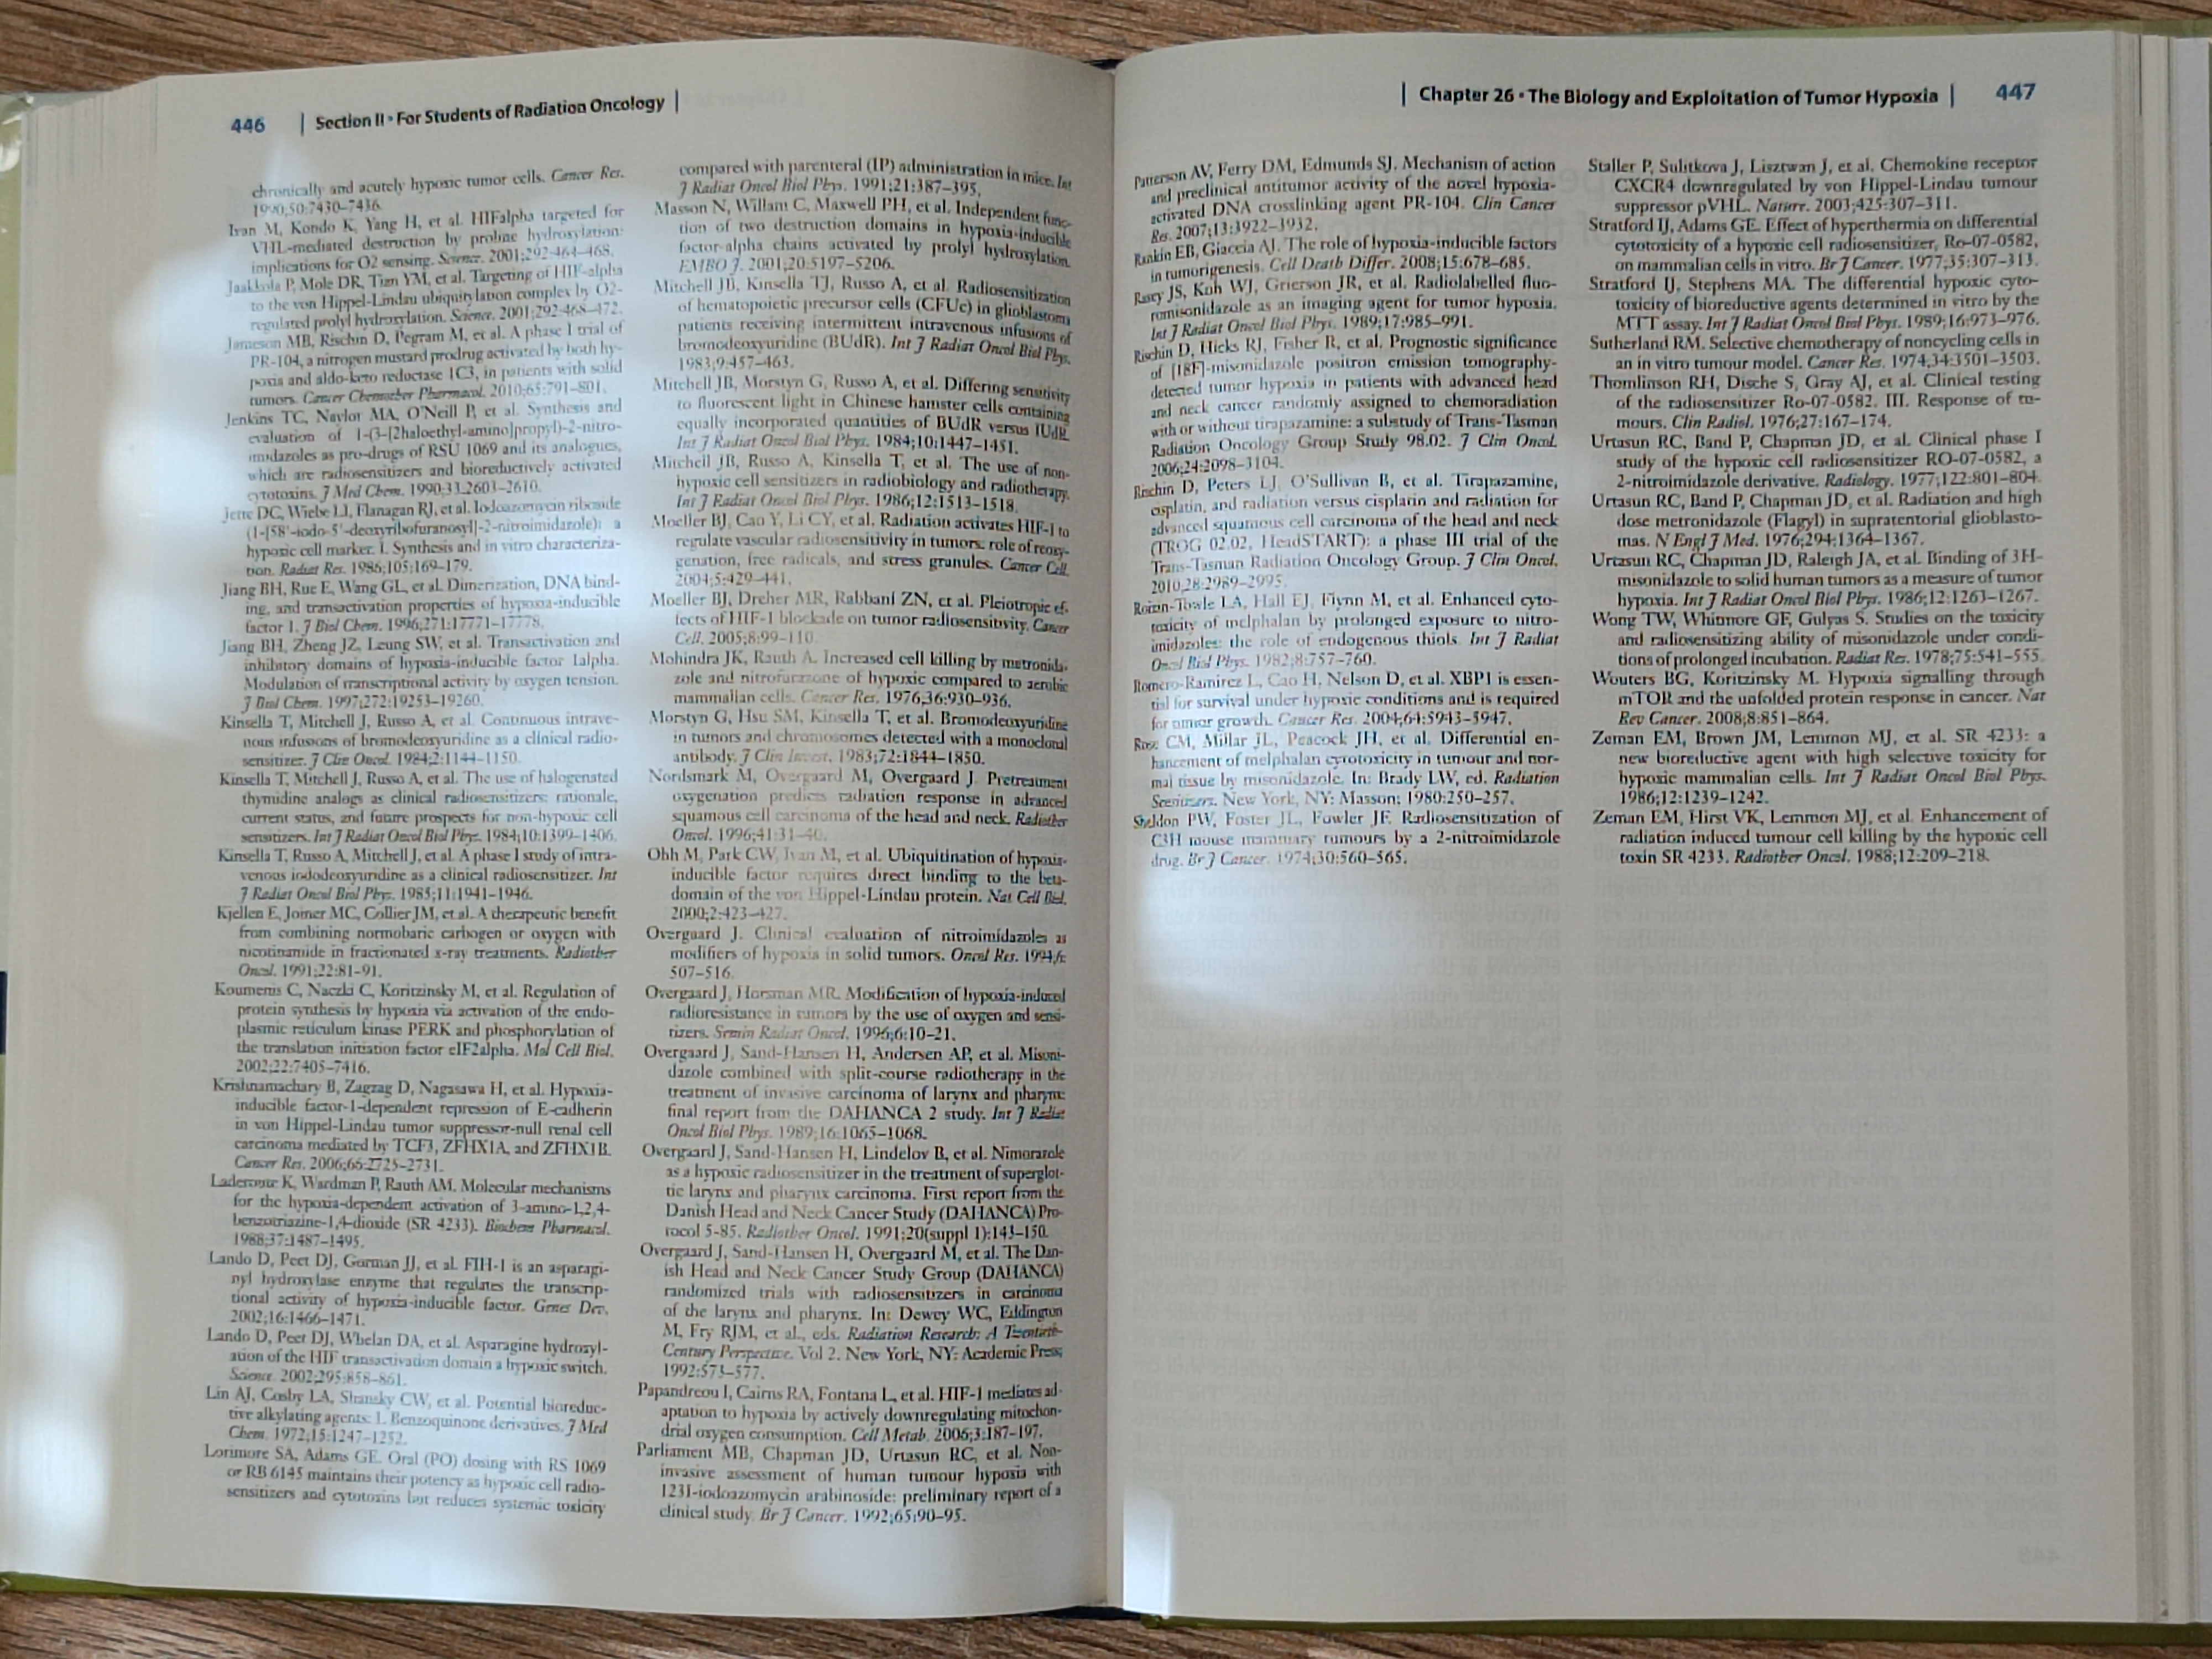 446 | Section II • For Students of Radiation Oncology |
chronically and acutely hypoxic tumor cells. Cancer Res.
1990;50:7430–7436.
Ivan M, Kondo K, Yang H, et al. HIFalpha targeted for
VHL-mediated destruction by proline hydroxylation:
implications for O2 sensing. Science. 2001;292:464–468.
Jaakkola P, Mole DR, Tian YM, et al. Targeting of HIF-alpha
to the von Hippel-Lindau ubiquitylation complex by O2-
regulated prolyl hydroxylation. Science. 2001;292:468–472.
Jameson MB, Rischin D, Pegram M, et al. A phase I trial of
PR-104, a nitrogen mustard prodrug activated by both hy-
poxia and aldo-keto reductase 1C3, in patients with solid
tumors. Cancer Chemother Pharmacol. 2010;65:791–801.
Jenkins TC, Naylor MA, O'Neill P, et al. Synthesis and
evaluation of 1-(3-[2haloethyl-amino]propyl)-2-nitro-
imidazoles as pro-drugs of RSU 1069 and its analogues,
which are radiosensitizers and bioreductively activated
cytotoxins. J Med Chem. 1990;33:2603–2610.
Jette DC, Wiebe LI, Flanagan RJ, et al. Iodoazomycin riboside
(1-[58'-iodo-5'-deoxyribofuranosyl]-2-nitroimidazole): a
hypoxic cell marker. I. Synthesis and in vitro characteriza-
tion. Radiat Res. 1986;105:169–179.
Jiang BH, Rue E, Wang GL, et al. Dimerization, DNA bind-
ing, and transactivation properties of hypoxia-inducible
factor 1. J Biol Chem. 1996;271:17771–17778.
Jiang BH, Zheng JZ, Leung SW, et al. Transactivation and
inhibitory domains of hypoxia-inducible factor 1alpha.
Modulation of transcriptional activity by oxygen tension.
J Biol Chem. 1997;272:19253–19260.
Kinsella T, Mitchell J, Russo A, et al. Continuous intrave-
nous infusions of bromodeoxyuridine as a clinical radio-
sensitizer. J Clin Oncol. 1984;2:1144–1150.
Kinsella T, Mitchell J, Russo A, et al. The use of halogenated
thymidine analogs as clinical radiosensitizers: rationale,
current status, and future prospects for non-hypoxic cell
sensitizers. Int J Radiat Oncol Biol Phys. 1984;10:1399–1406.
Kinsella T, Russo A, Mitchell J, et al. A phase I study of intra-
venous iododeoxyuridine as a clinical radiosensitizer. Int
J Radiat Oncol Biol Phys. 1985;11:1941–1946.
Kjellen E, Joiner MC, Collier JM, et al. A therapeutic benefit
from combining normobaric carbogen or oxygen with
nicotinamide in fractionated x-ray treatments. Radiother
Oncol. 1991;22:81–91.
Koumenis C, Naczki C, Koritzinsky M, et al. Regulation of
protein synthesis by hypoxia via activation of the endo-
plasmic reticulum kinase PERK and phosphorylation of
the translation initiation factor eIF2alpha. Mol Cell Biol.
2002;22:7405–7416.
Krishnamachary B, Zagzag D, Nagasawa H, et al. Hypoxia-
inducible factor-1-dependent repression of E-cadherin
in von Hippel-Lindau tumor suppressor-null renal cell
carcinoma mediated by TCF3, ZFHX1A, and ZFHX1B.
Cancer Res. 2006;66:2725–2731.
Laderoute K, Wardman P, Rauth AM. Molecular mechanisms
for the hypoxia-dependent activation of 3-amino-1,2,4-
benzotriazine-1,4-dioxide (SR 4233). Biochem Pharmacol.
1988;37:1487–1495.
Lando D, Peet DJ, Gorman JJ, et al. FIH-1 is an asparagi-
nyl hydroxylase enzyme that regulates the transcrip-
tional activity of hypoxia-inducible factor. Genes Dev.
2002;16:1466–1471.
Lando D, Peet DJ, Whelan DA, et al. Asparagine hydroxyl-
ation of the HIF transactivation domain a hypoxic switch.
Science. 2002;295:858–861.
Lin AJ, Cosby LA, Shansky CW, et al. Potential bioreduc-
tive alkylating agents: 1. Benzoquinone derivatives. J Med
Chem. 1972;15:1247–1252.
Lorimore SA, Adams GE. Oral (PO) dosing with RS 1069
or RB 6145 maintains their potency as hypoxic cell radio-
sensitizers and cytotoxins but reduces systemic toxicity
compared with parenteral (IP) administration in mice. Int
J Radiat Oncol Biol Phys. 1991;21:387–395.
Masson N, Willam C, Maxwell PH, et al. Independent func-
tion of two destruction domains in hypoxia-inducible
factor-alpha chains activated by prolyl hydroxylation.
EMBO J. 2001;20:5197–5206.
Mitchell JB, Kinsella TJ, Russo A, et al. Radiosensitization
of hematopoietic precursor cells (CFUc) in glioblastoma
patients receiving intermittent intravenous infusions of
bromodeoxyuridine (BUdR). Int J Radiat Oncol Biol Phys.
1983;9:457–463.
Mitchell JB, Morstyn G, Russo A, et al. Differing sensitivity
to fluorescent light in Chinese hamster cells containing
equally incorporated quantities of BUdR versus IUdR.
Int J Radiat Oncol Biol Phys. 1984;10:1447–1451.
Mitchell JB, Russo A, Kinsella T, et al. The use of non-
hypoxic cell sensitizers in radiobiology and radiotherapy.
Int J Radiat Oncol Biol Phys. 1986;12:1513–1518.
Moeller BJ, Cao Y, Li CY, et al. Radiation activates HIF-1 to
regulate vascular radiosensitivity in tumors: role of reoxy-
genation, free radicals, and stress granules. Cancer Cell.
2004;5:429–441.
Moeller BJ, Dreher MR, Rabbani ZN, et al. Pleiotropic ef-
fects of HIF-1 blockade on tumor radiosensitivity. Cancer
Cell. 2005;8:99–110.
Mohindra JK, Rauth A. Increased cell killing by metronida-
zole and nitrofurazone of hypoxic compared to aerobic
mammalian cells. Cancer Res. 1976;36:930–936.
Morstyn G, Hsu SM, Kinsella T, et al. Bromodeoxyuridine
in tumors and chromosomes detected with a monoclonal
antibody. J Clin Invest. 1983;72:1844–1850.
Nordsmark M, Overgaard M, Overgaard J. Pretreatment
oxygenation predicts radiation response in advanced
squamous cell carcinoma of the head and neck. Radiother
Oncol. 1996;41:31–40.
Ohh M, Park CW, Ivan M, et al. Ubiquitination of hypoxia-
inducible factor requires direct binding to the beta-
domain of the von Hippel-Lindau protein. Nat Cell Biol.
2000;2:423–427.
Overgaard J. Clinical evaluation of nitroimidazoles as
modifiers of hypoxia in solid tumors. Oncol Res. 1994;6:
507–516.
Overgaard J, Horsman MR. Modification of hypoxia-induced
radioresistance in tumors by the use of oxygen and sensi-
tizers. Semin Radiat Oncol. 1996;6:10–21.
Overgaard J, Sand-Hansen H, Andersen AP, et al. Misoni-
dazole combined with split-course radiotherapy in the
treatment of invasive carcinoma of larynx and pharynx:
final report from the DAHANCA 2 study. Int J Radiat
Oncol Biol Phys. 1989;16:1065–1068.
Overgaard J, Sand-Hansen H, Lindelov B, et al. Nimorazole
as a hypoxic radiosensitizer in the treatment of superglot-
tic larynx and pharynx carcinoma. First report from the
Danish Head and Neck Cancer Study (DAHANCA) Pro-
tocol 5-85. Radiother Oncol. 1991;20(suppl 1):143–150.
Overgaard J, Sand-Hansen H, Overgaard M, et al. The Dan-
ish Head and Neck Cancer Study Group (DAHANCA)
randomized trials with radiosensitizers in carcinoma
of the larynx and pharynx. In: Dewey WC, Eddington
M, Fry RJM, et al., eds. Radiation Research: A Twentieth-
Century Perspective. Vol 2. New York, NY: Academic Press;
1992:573–577.
Papandreou I, Cairns RA, Fontana L, et al. HIF-1 mediates ad-
aptation to hypoxia by actively downregulating mitochon-
drial oxygen consumption. Cell Metab. 2006;3:187–197.
Parliament MB, Chapman JD, Urtasun RC, et al. Non-
invasive assessment of human tumour hypoxia with
123I-iodoazomycin arabinoside: preliminary report of a
clinical study. Br J Cancer. 1992;65:90–95.
| Chapter 26 • The Biology and Exploitation of Tumor Hypoxia | 447
Patterson AV, Ferry DM, Edmunds SJ. Mechanism of action
and preclinical antitumor activity of the novel hypoxia-
activated DNA crosslinking agent PR-104. Clin Cancer
Res. 2007;13:3922–3932.
Rankin EB, Giaccia AJ. The role of hypoxia-inducible factors
in tumorigenesis. Cell Death Differ. 2008;15:678–685.
Rasey JS, Koh WJ, Grierson JR, et al. Radiolabelled fluo-
romisonidazole as an imaging agent for tumor hypoxia.
Int J Radiat Oncol Biol Phys. 1989;17:985–991.
Rischin D, Hicks RJ, Fisher R, et al. Prognostic significance
of [18F]-misonidazole positron emission tomography-
detected tumor hypoxia in patients with advanced head
and neck cancer randomly assigned to chemoradiation
with or without tirapazamine: a substudy of Trans-Tasman
Radiation Oncology Group Study 98.02. J Clin Oncol.
2006;24:2098–3104.
Rischin D, Peters LJ, O'Sullivan B, et al. Tirapazamine,
cisplatin, and radiation versus cisplatin and radiation for
advanced squamous cell carcinoma of the head and neck
(TROG 02.02, HeadSTART): a phase III trial of the
Trans-Tasman Radiation Oncology Group. J Clin Oncol.
2010;28:2989–2995.
Roizin-Towle LA, Hall EJ, Flynn M, et al. Enhanced cyto-
toxicity of melphalan by prolonged exposure to nitro-
imidazoles: the role of endogenous thiols. Int J Radiat
Oncol Biol Phys. 1982;8:757–760.
Romero-Ramirez L, Cao H, Nelson D, et al. XBP1 is essen-
tial for survival under hypoxic conditions and is required
for tumor growth. Cancer Res. 2004;64:5943–5947.
Rose CM, Millar JL, Peacock JH, et al. Differential en-
hancement of melphalan cytotoxicity in tumour and nor-
mal tissue by misonidazole. In: Brady LW, ed. Radiation
Sensitizers. New York, NY: Masson; 1980:250–257.
Sheldon PW, Foster JL, Fowler JF. Radiosensitization of
C3H mouse mammary tumours by a 2-nitroimidazole
drug. Br J Cancer. 1974;30:560–565.
Staller P, Sulitkova J, Lisztwan J, et al. Chemokine receptor
CXCR4 downregulated by von Hippel-Lindau tumour
suppressor pVHL. Nature. 2003;425:307–311.
Stratford IJ, Adams GE. Effect of hyperthermia on differential
cytotoxicity of a hypoxic cell radiosensitizer, Ro-07-0582,
on mammalian cells in vitro. Br J Cancer. 1977;35:307–313.
Stratford IJ, Stephens MA. The differential hypoxic cyto-
toxicity of bioreductive agents determined in vitro by the
MTT assay. Int J Radiat Oncol Biol Phys. 1989;16:973–976.
Sutherland RM. Selective chemotherapy of noncycling cells in
an in vitro tumour model. Cancer Res. 1974;34:3501–3503.
Thomlinson RH, Dische S, Gray AJ, et al. Clinical testing
of the radiosensitizer Ro-07-0582. III. Response of tu-
mours. Clin Radiol. 1976;27:167–174.
Urtasun RC, Band P, Chapman JD, et al. Clinical phase I
study of the hypoxic cell radiosensitizer RO-07-0582, a
2-nitroimidazole derivative. Radiology. 1977;122:801–804.
Urtasun RC, Band P, Chapman JD, et al. Radiation and high
dose metronidazole (Flagyl) in supratentorial glioblasto-
mas. N Engl J Med. 1976;294:1364–1367.
Urtasun RC, Chapman JD, Raleigh JA, et al. Binding of 3H-
misonidazole to solid human tumors as a measure of tumor
hypoxia. Int J Radiat Oncol Biol Phys. 1986;12:1263–1267.
Wong TW, Whitmore GF, Gulyas S. Studies on the toxicity
and radiosensitizing ability of misonidazole under condi-
tions of prolonged incubation. Radiat Res. 1978;75:541–555.
Wouters BG, Koritzinsky M. Hypoxia signalling through
mTOR and the unfolded protein response in cancer. Nat
Rev Cancer. 2008;8:851–864.
Zeman EM, Brown JM, Lemmon MJ, et al. SR 4233: a
new bioreductive agent with high selective toxicity for
hypoxic mammalian cells. Int J Radiat Oncol Biol Phys.
1986;12:1239–1242.
Zeman EM, Hirst VK, Lemmon MJ, et al. Enhancement of
radiation induced tumour cell killing by the hypoxic cell
toxin SR 4233. Radiother Oncol. 1988;12:209–218.